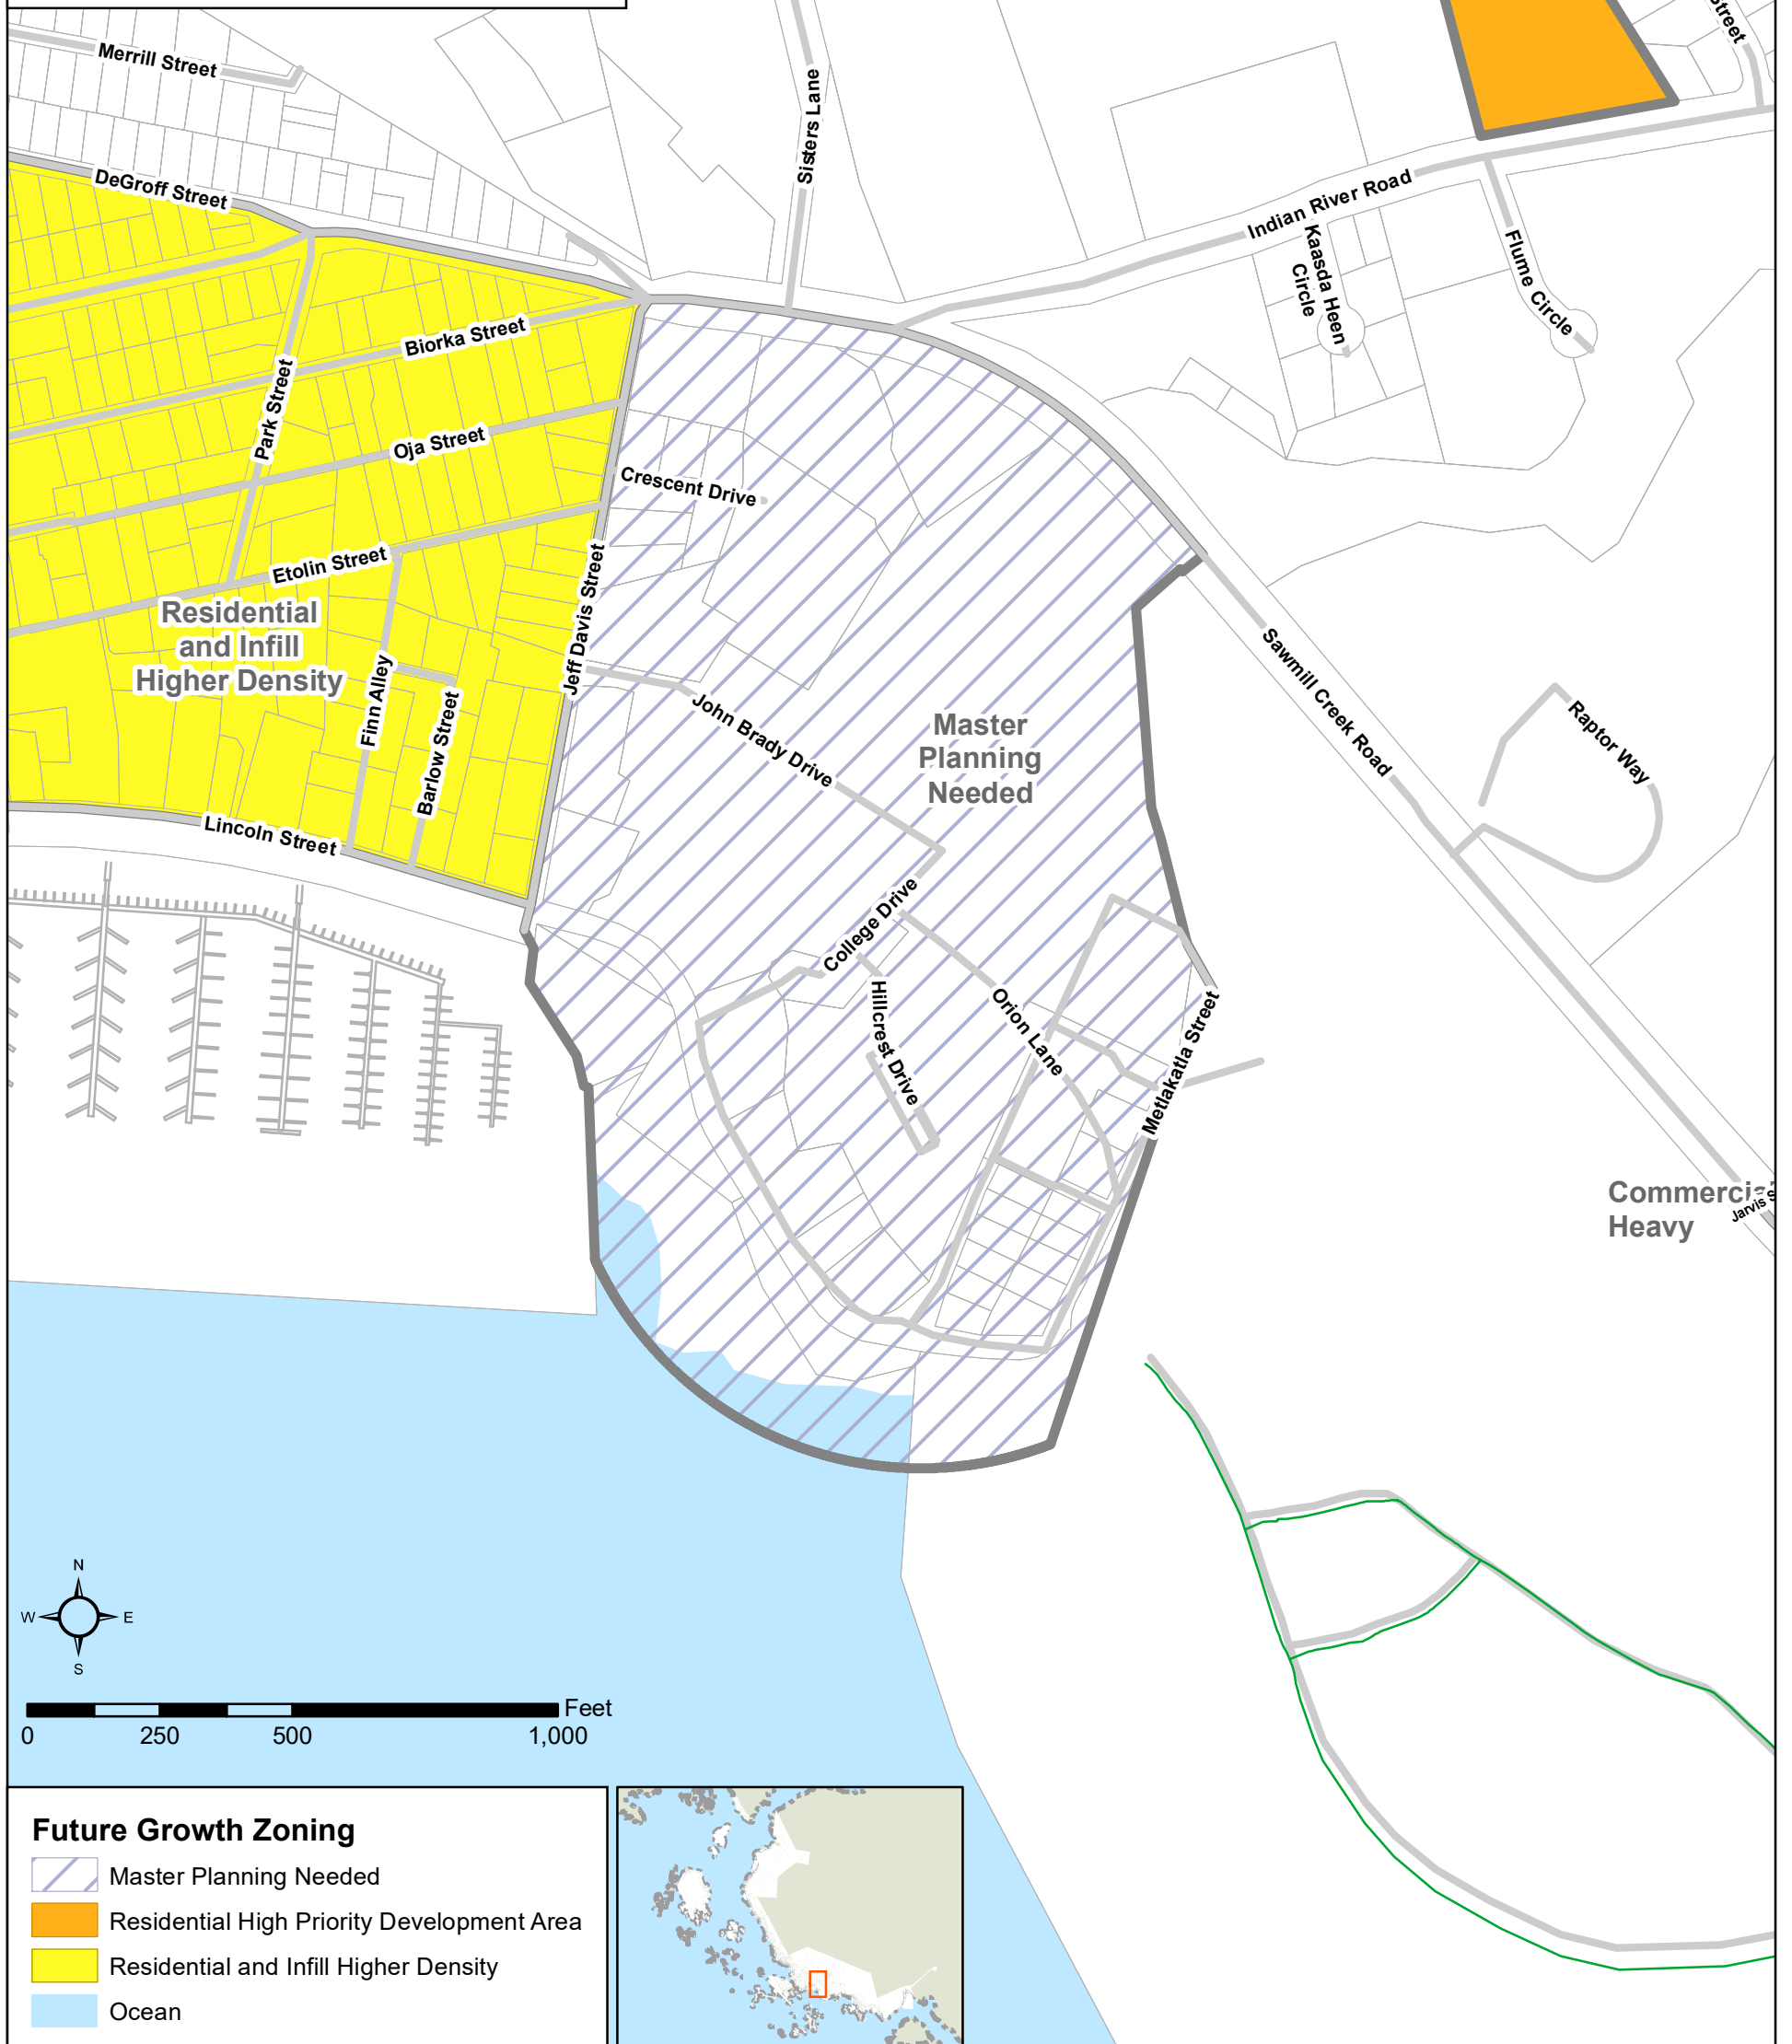 Street
Merrill Street
Sisters Lane
DeGroff Street
Indian River Road
Kaasda Heen
Circle
Flume Circle
Biorka Street
Park Street
Oja Street
Crescent Drive
Etolin Street
Residential
and Infill
Higher Density
Jeff Davis Street
Finn Alley
Barlow Street
Lincoln Street
John Brady Drive
Master
Planning
Needed
Sawmill Creek Road
Raptor Way
College Drive
Hillcrest Drive
Orion Lane
Metlakatla Street
Commercial
Heavy
Jarvis S
N
W
E
S
Feet
0
250
500
1,000
Future Growth Zoning
Master Planning Needed
Residential High Priority Development Area
Residential and Infill Higher Density
Ocean